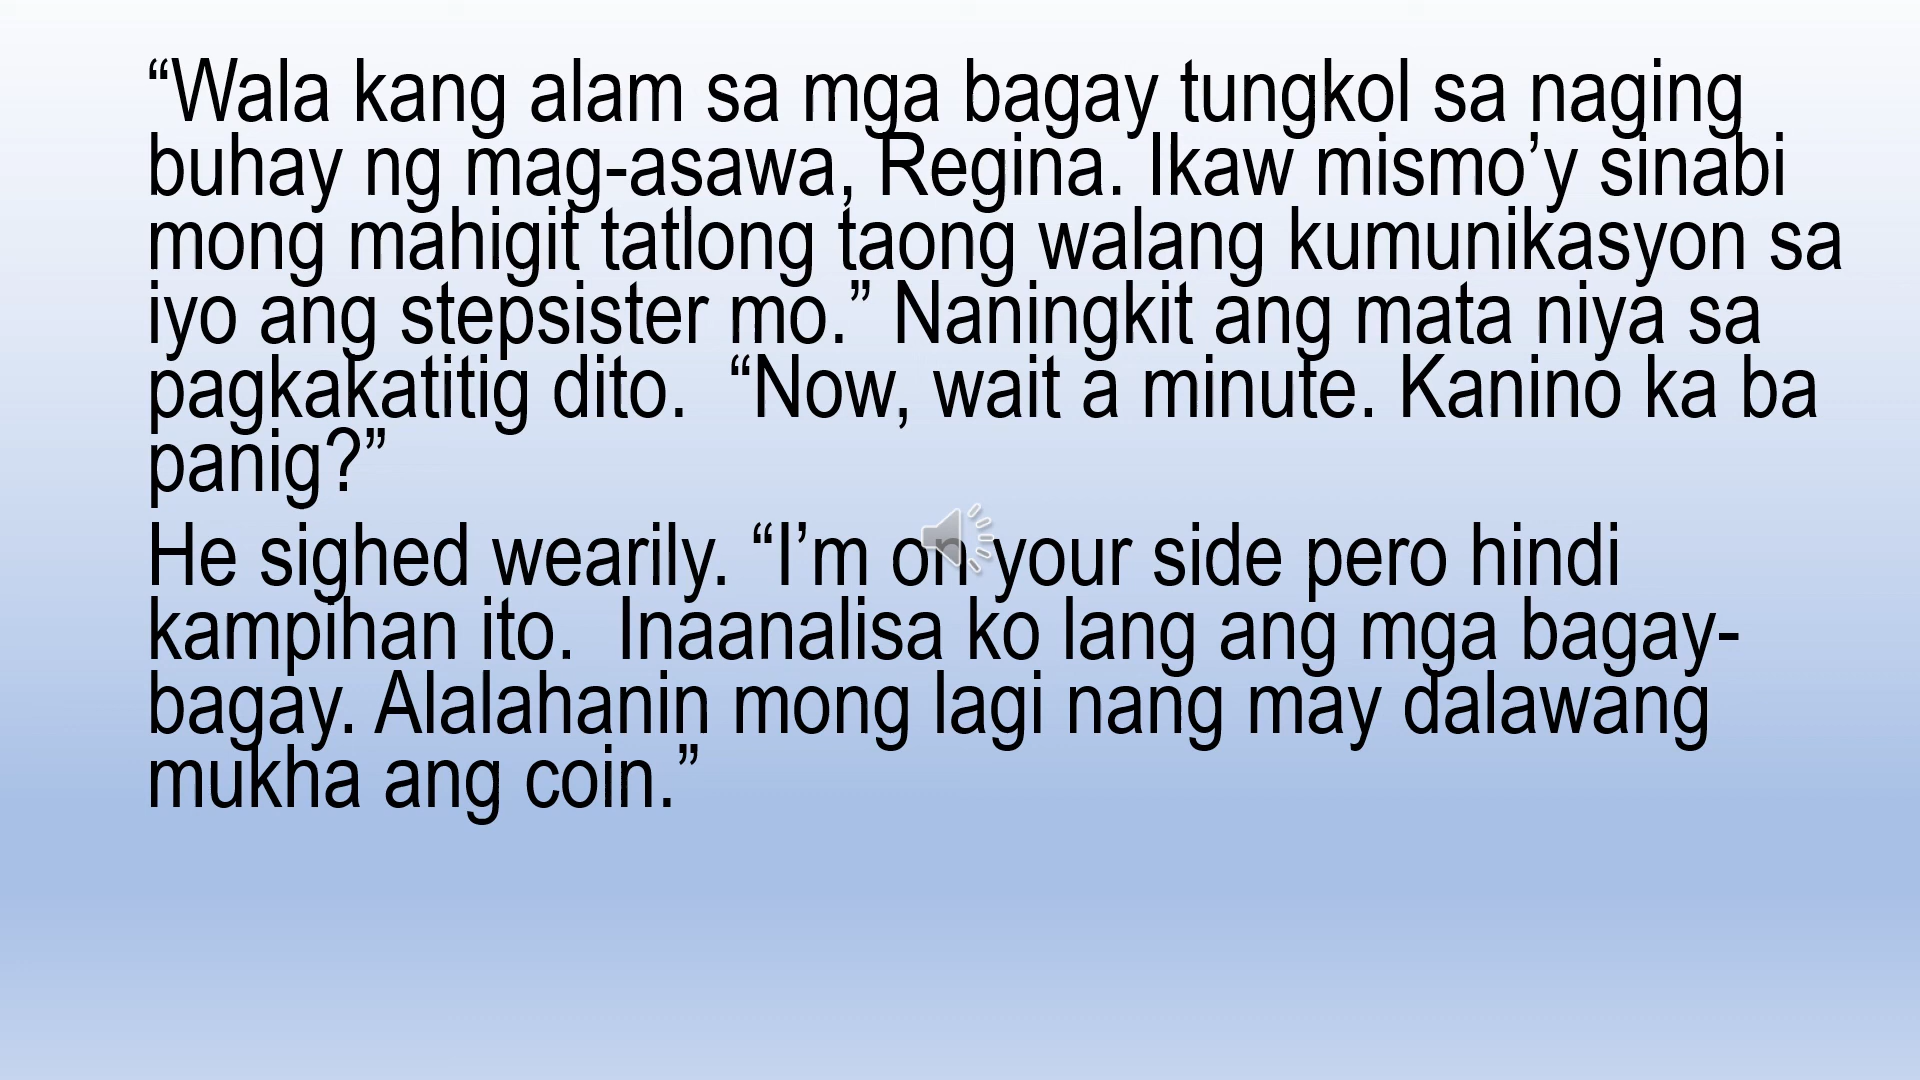 “Wala kang alam sa mga bagay tungkol sa naging
buhay ng mag-asawa, Regina. Ikaw mismo’y sinabi
mong mahigit tatlong taong walang kumunikasyon sa
iyo ang stepsister mo.” Naningkit ang mata niya sa
pagkakatitig dito.  “Now, wait a minute. Kanino ka ba
panig?”
He sighed wearily. “I’m on your side pero hindi
kampihan ito.  Inaanalisa ko lang ang mga bagay-
bagay. Alalahanin mong lagi nang may dalawang
mukha ang coin.”